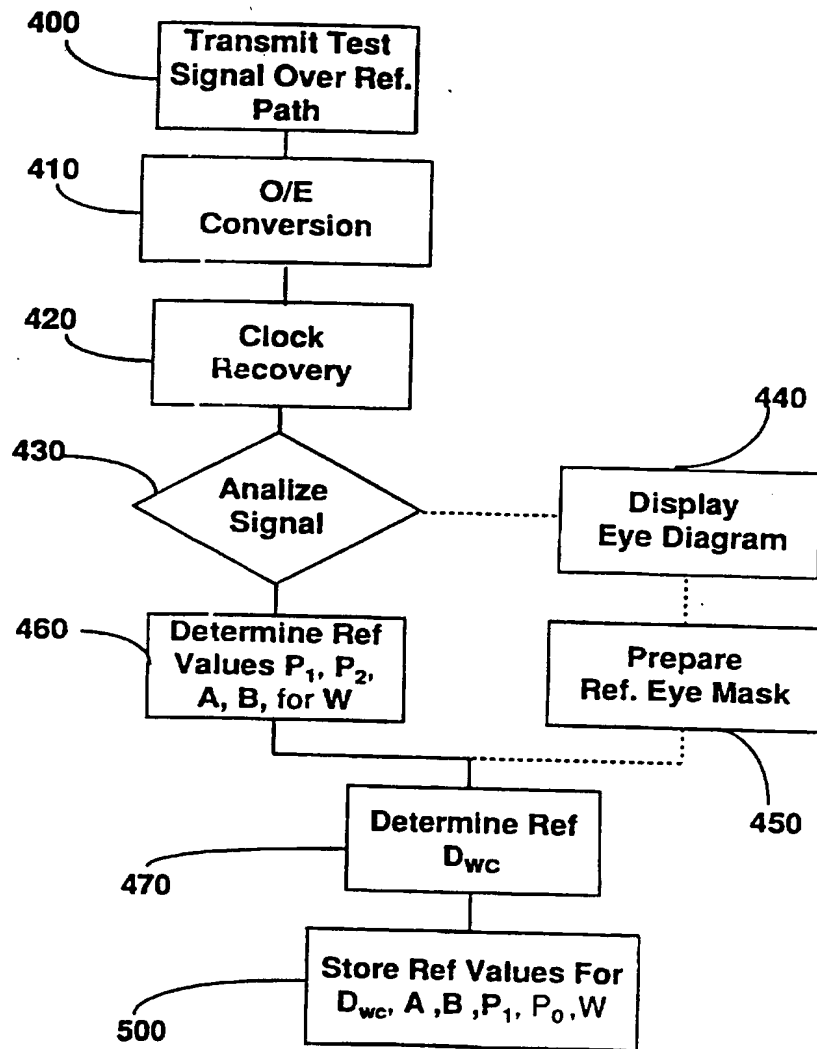 400
Transmit Test
Signal Over Ref.
Path
410
O/E
Conversion
420
Clock
Recovery
430
Analize
Signal
440
Display
Eye Diagram
460
Determine Ref
Values P₁, P₂,
A, B, for W
Prepare
Ref. Eye Mask
450
Determine Ref
D_WC
470
Store Ref Values For
D_WC, A ,B ,P₁, P₀ ,W
500